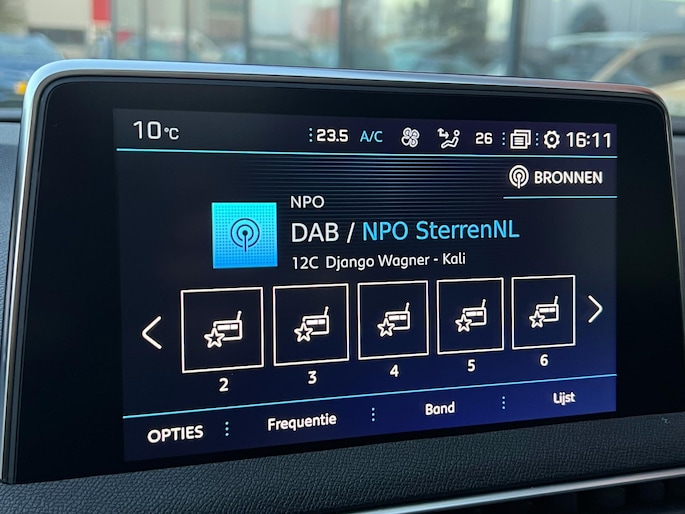 10°C 23.5 A/C 26 16:11
BRONNEN
NPO
DAB / NPO SterrenNL
12C Django Wagner - Kali
2 3 4 5 6
OPTIES Frequentie Band Lijst